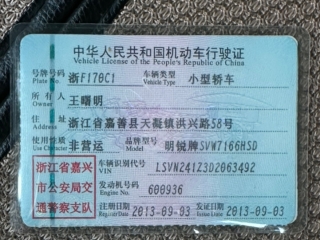 中华人民共和国机动车行驶证
Vehicle License of the People's Republic of China
号牌号码 浙F170C1 车辆类型 小型轿车
Plate No. Vehicle Type
所有人 王曙明
Owner
住址 浙江省嘉善县天凝镇洪兴路58号
Address
使用性质 非营运 品牌型号 明锐牌SVW7166HSD
Use Character Model
浙江省嘉兴 车辆识别代号 LSVN241Z3D2063492
VIN
市公安局交 发动机号码 600936
Engine No.
通警察支队 注册日期 2013-09-03 发证日期 2013-09-03
Register Date Issue Date